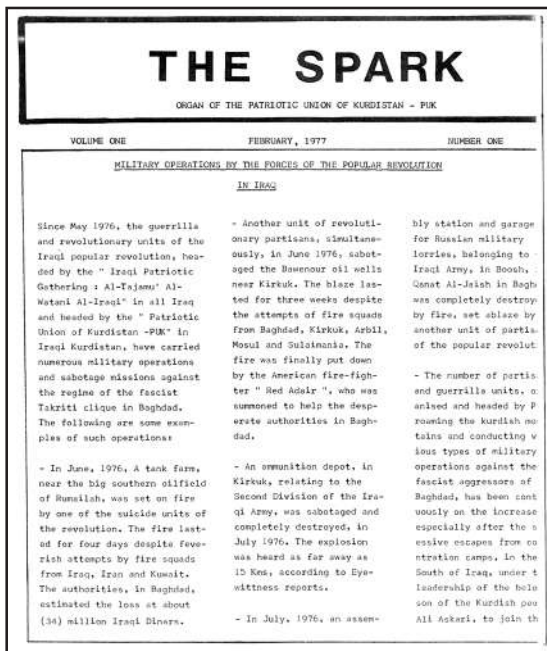 THE SPARK
ORGAN OF THE PATRIOTIC UNION OF KURDISTAN - PUK
VOLUME ONE FEBRUARY, 1977 NUMBER ONE
MILITARY OPERATIONS BY THE FORCES OF THE POPULAR REVOLUTION
IN IRAQ
Since May 1976, the guerrilla
and revolutionary units of the
Iraqi popular revolution, hea-
ded by the " Iraqi Patriotic
Gathering : Al-Tajamu' Al-
Watani Al-Iraqi" in all Iraq
and headed by the " Patriotic
Union of Kurdistan -PUK" in
Iraqi Kurdistan, have carried
numerous military operations
and sabotage missions against
the regime of the fascist
Takriti clique in Baghdad.
The following are some exam-
ples of such operations:
- In June, 1976, A tank farm,
near the big southern oilfield
of Rumailah, was set on fire
by one of the suicide units of
the revolution. The fire last-
ed for four days despite feve-
rish attempts by fire squads
from Iraq, Iran and Kuwait.
The authorities, in Baghdad,
estimated the loss at about
(34) million Iraqi Dinars.
- Another unit of revoluti-
onary partisans, simultane-
ously, in June 1976, sabot-
aged the Bawenour oil wells
near Kirkuk. The blaze las-
ted for three weeks despite
the attempts of fire squads
from Baghdad, Kirkuk, Arbil,
Mosul and Sulaimania. The
fire was finally put down
by the American fire-figh-
ter " Red Adair ", who was
summoned to help the desp-
erate authorities in Bagh-
dad.
- An ammunition depot, in
Kirkuk, relating to the
Second Division of the Ira-
qi Army, was sabotaged and
completely destroyed, in
July 1976. The explosion
was heard as far away as
15 Kms, according to Eye-
wittness reports.
- In July, 1976, an assem-
bly station and garage
for Russian military
lorries, belonging to
Iraqi Army, in Boosh,
Qanat Al-Jaish in Bagh
was completely destroy
by fire, set ablaze by
another unit of partis
of the popular revolut
- The number of partis
and guerrilla units, o
anised and headed by P
roaming the kurdish mo
tains and conducting v
ious types of military
operations against the
fascist aggressors of
Baghdad, has been cont
uously on the increase
especially after the s
essive escapes from co
ntration camps, in the
South of Iraq, under t
leadership of the belo
son of the Kurdish peu
Ali Askari, to join th